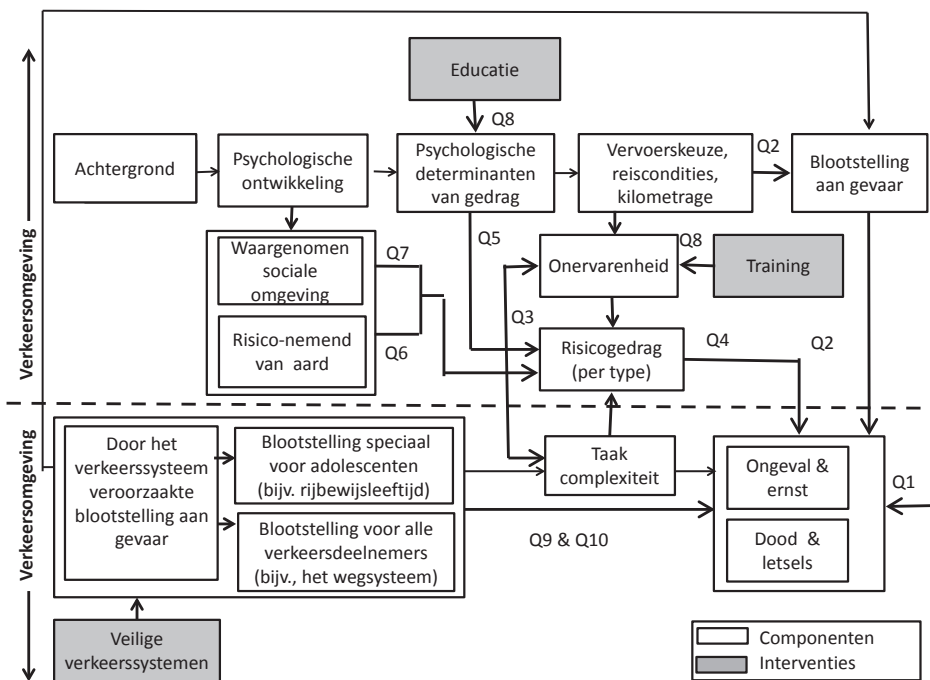 Verkeersomgeving
Educatie
Q8
Achtergrond
Psychologische
ontwikkeling
Psychologische
determinanten
van gedrag
Vervoerskeuze,
reiscondities,
kilometrage
Q2
Blootstelling
aan gevaar
Waargenomen
sociale
omgeving
Q7
Risico-nemend
van aard
Q6
Q5
Onervarenheid
Q8
Training
Q3
Risicogedrag
(per type)
Q4
Q2
Verkeersomgeving
Door het
verkeerssysteem
veroorzaakte
blootstelling aan
gevaar
Blootstelling speciaal
voor adolescenten
(bijv. rijbewijsleeftijd)
Blootstelling voor alle
verkeersdeelnemers
(bijv., het wegsysteem)
Taak
complexiteit
Q9 & Q10
Ongeval &
ernst
Dood &
letsels
Q1
Veilige
verkeerssystemen
Componenten
Interventies